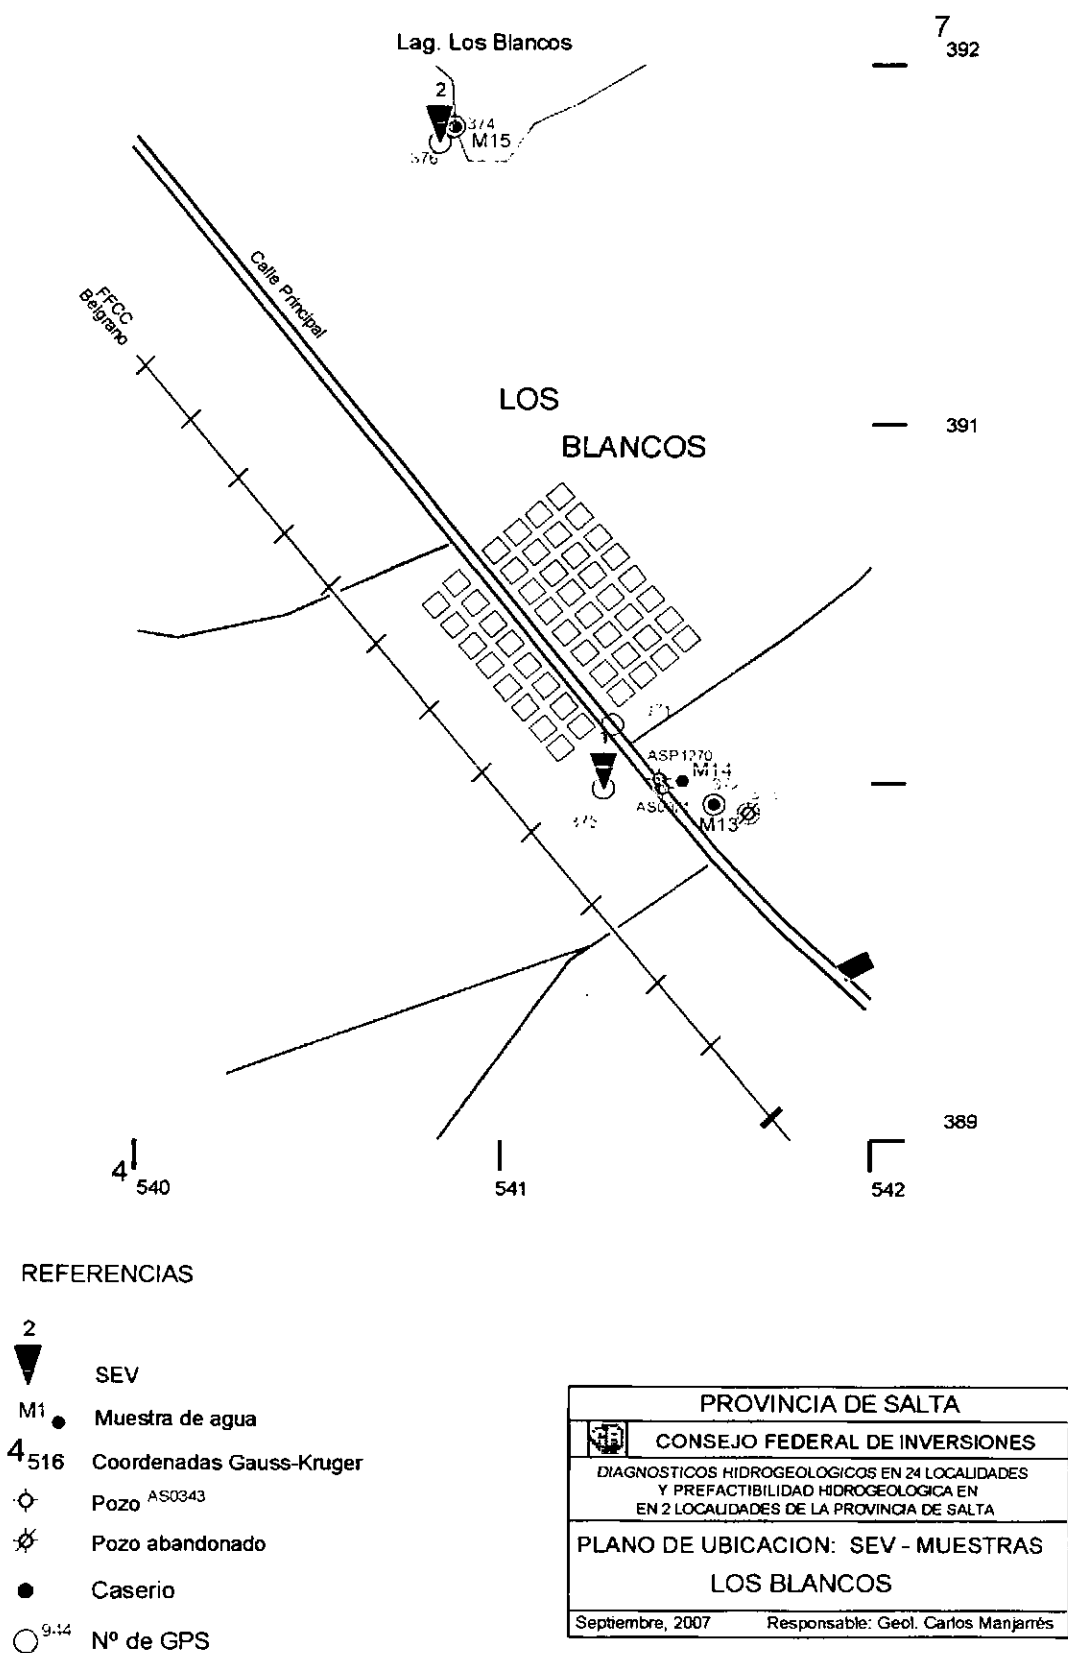 7
392
Lag. Los Blancos
2
374
M15
376
Calle Principal
FFCC
Belgrano
LOS
BLANCOS
391
371
1
ASP1270
M14
M13
389
4
540
541
542
REFERENCIAS
2
SEV
M1
Muestra de agua
4 516
Coordenadas Gauss-Kruger
Pozo AS0343
Pozo abandonado
Caserio
Nº de GPS
PROVINCIA DE SALTA
CONSEJO FEDERAL DE INVERSIONES
DIAGNOSTICOS HIDROGEOLOGICOS EN 24 LOCALIDADES
Y PREFACTIBILIDAD HIDROGEOLOGICA EN
EN 2 LOCALIDADES DE LA PROVINCIA DE SALTA
PLANO DE UBICACION: SEV - MUESTRAS
LOS BLANCOS
Septiembre, 2007 Responsable: Geol. Carlos Manjarrés